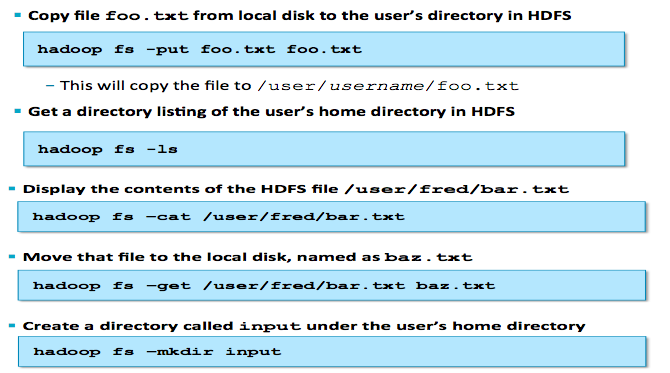 Copy file foo.txt from local disk to the user's directory in HDFS
hadoop fs -put foo.txt foo.txt
– This will copy the file to /user/username/foo.txt
Get a directory listing of the user's home directory in HDFS
hadoop fs -ls
Display the contents of the HDFS file /user/fred/bar.txt
hadoop fs –cat /user/fred/bar.txt
Move that file to the local disk, named as baz.txt
hadoop fs –get /user/fred/bar.txt baz.txt
Create a directory called input under the user's home directory
hadoop fs –mkdir input